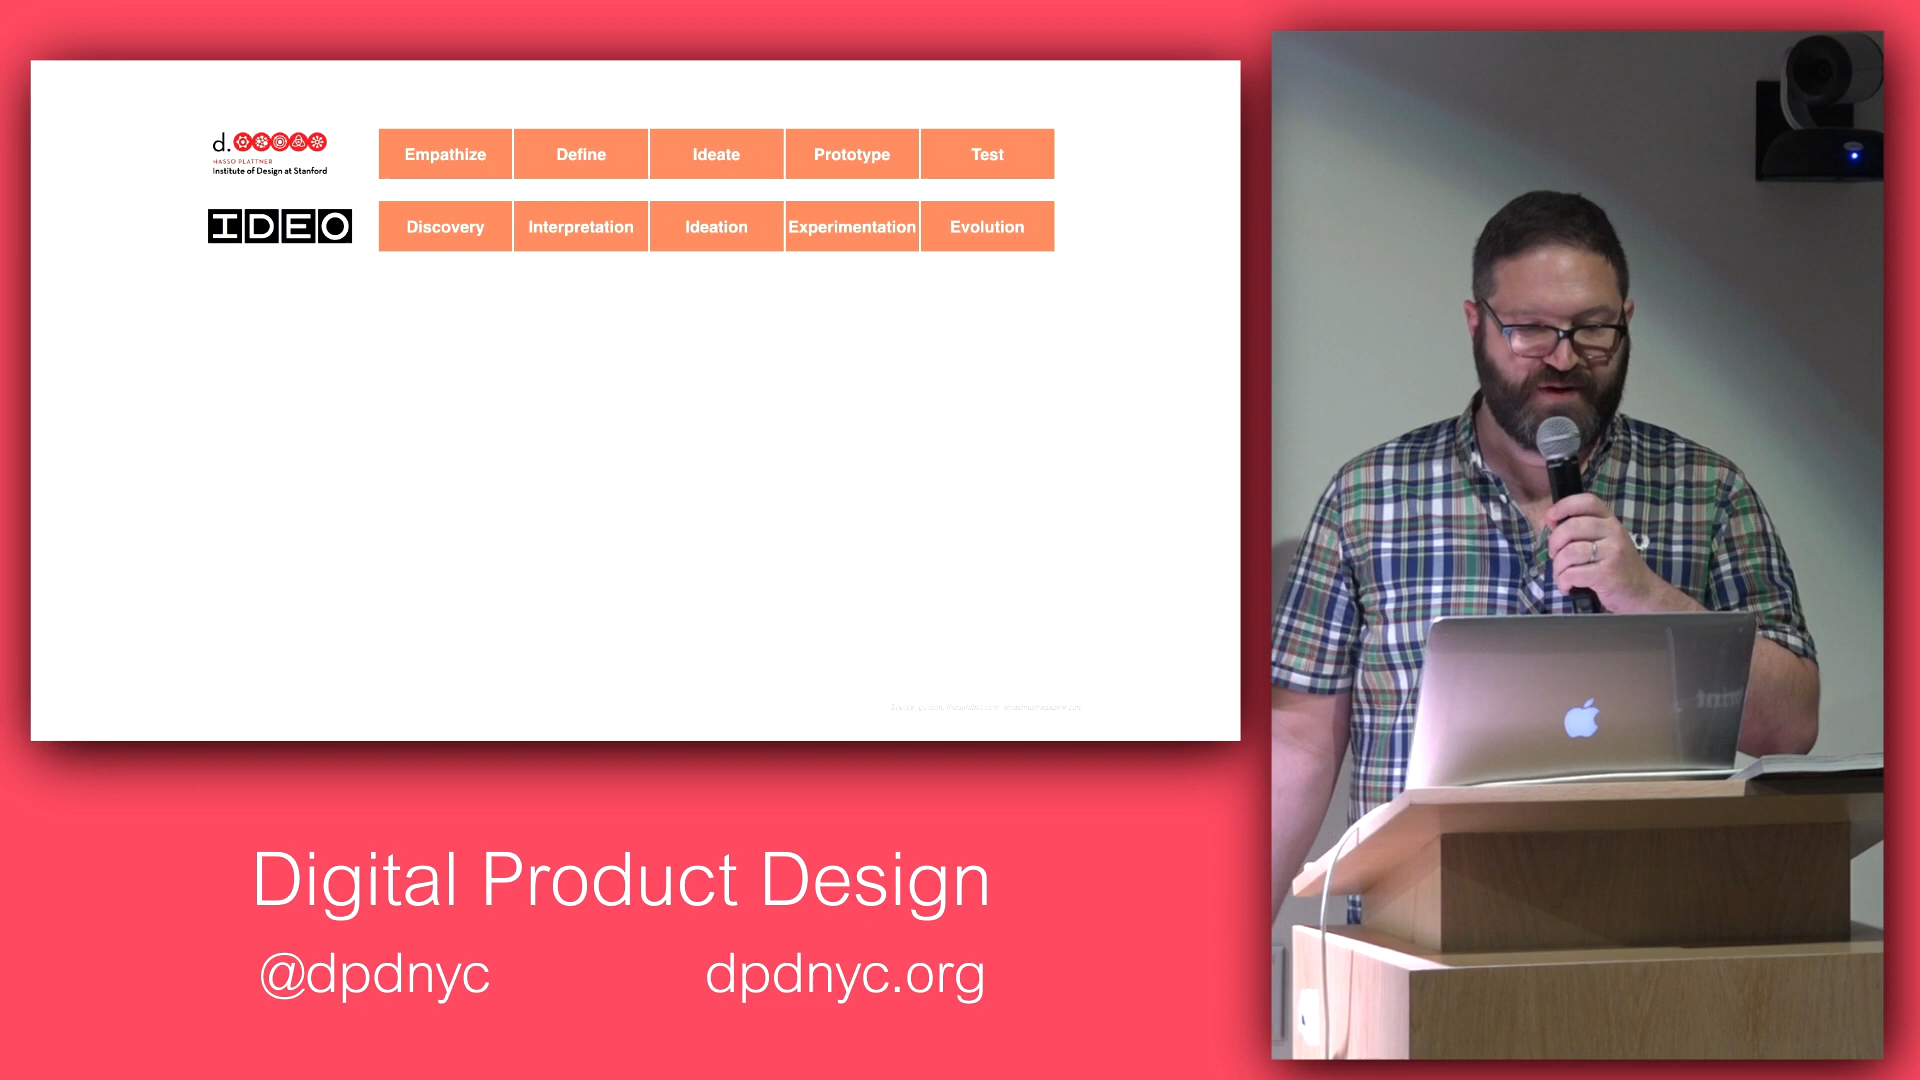 d.
HASSO PLATTNER
Institute of Design at Stanford
Empathize Define Ideate Prototype Test
IDEO
Discovery Interpretation Ideation Experimentation Evolution
Digital Product Design
@dpdnyc dpdnyc.org